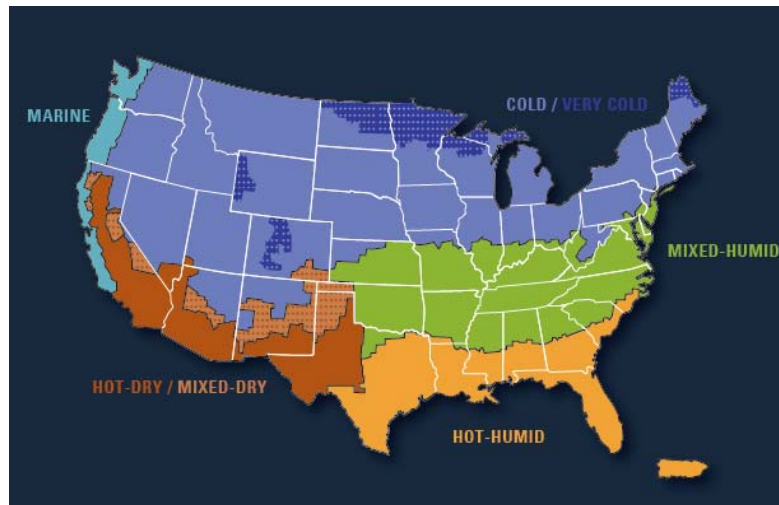 COLD / VERY COLD
MARINE
MIXED-HUMID
HOT-DRY / MIXED-DRY
HOT-HUMID